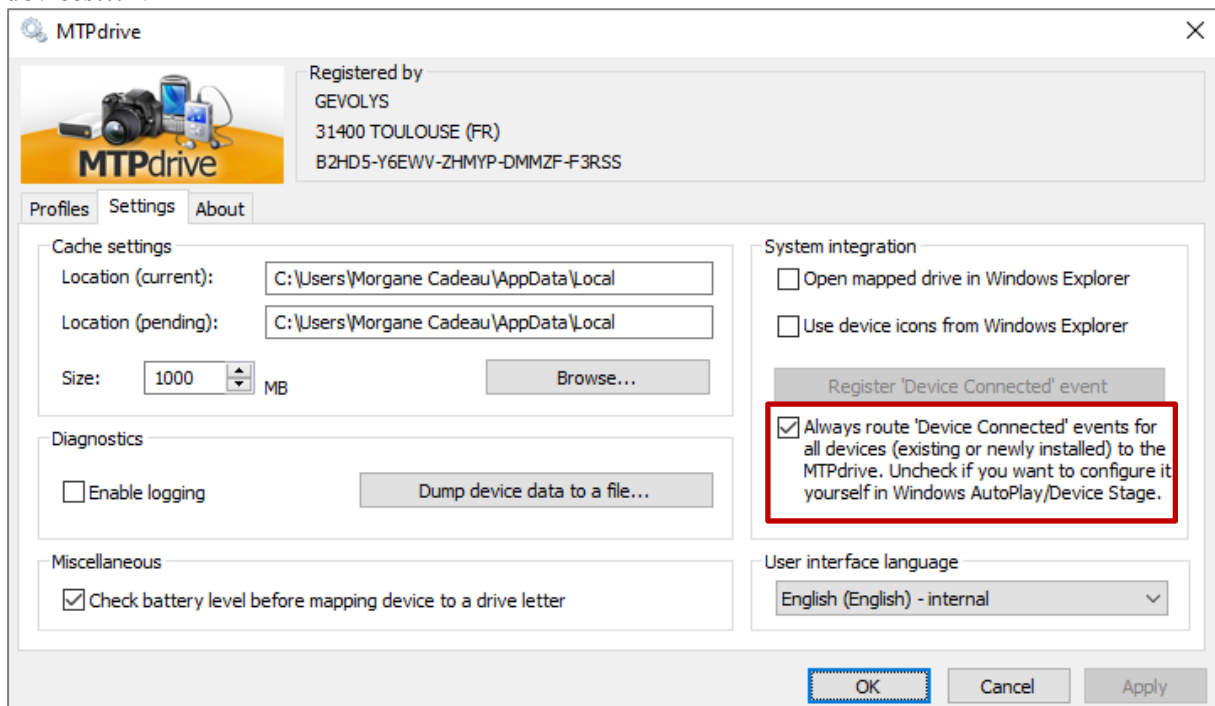 MTPdrive
Registered by
GEVOLYS
31400 TOULOUSE (FR)
B2HD5-Y6EWV-ZHMYP-DMMZF-F3RSS
MTPdrive
Profiles Settings About
Cache settings
Location (current): C:\Users\Morgane Cadeau\AppData\Local
Location (pending): C:\Users\Morgane Cadeau\AppData\Local
Size: 1000 MB Browse...
Diagnostics
Enable logging Dump device data to a file...
Miscellaneous
Check battery level before mapping device to a drive letter
System integration
Open mapped drive in Windows Explorer
Use device icons from Windows Explorer
Register 'Device Connected' event
Always route 'Device Connected' events for
all devices (existing or newly installed) to the
MTPdrive. Uncheck if you want to configure it
yourself in Windows AutoPlay/Device Stage.
User interface language
English (English) - internal
OK Cancel Apply